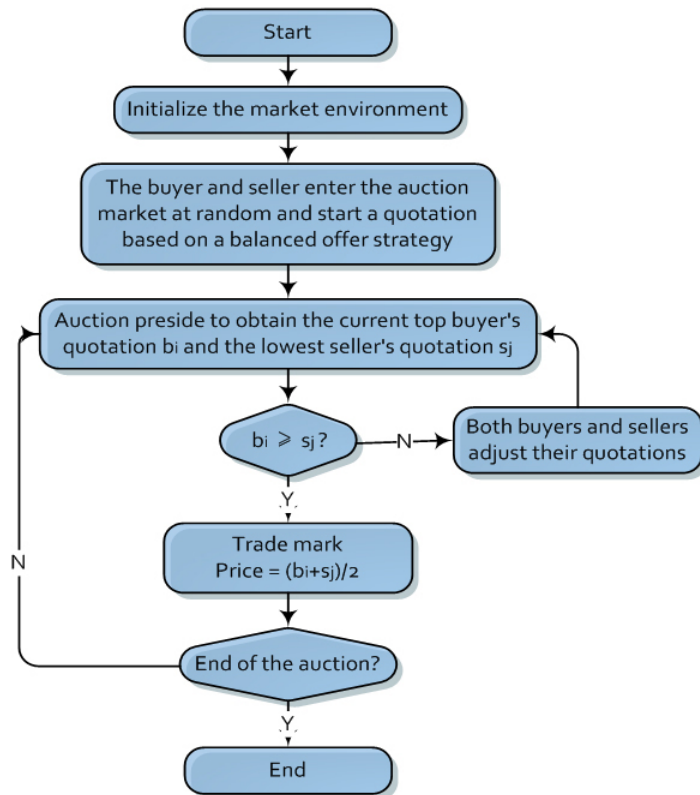 Start
Initialize the market environment
The buyer and seller enter the auction
market at random and start a quotation
based on a balanced offer strategy
Auction preside to obtain the current top buyer's
quotation bi and the lowest seller's quotation sj
bi ⩾ sj?
N
Both buyers and sellers
adjust their quotations
Y
Trade mark
Price = (bi+sj)/2
N
End of the auction?
Y
End